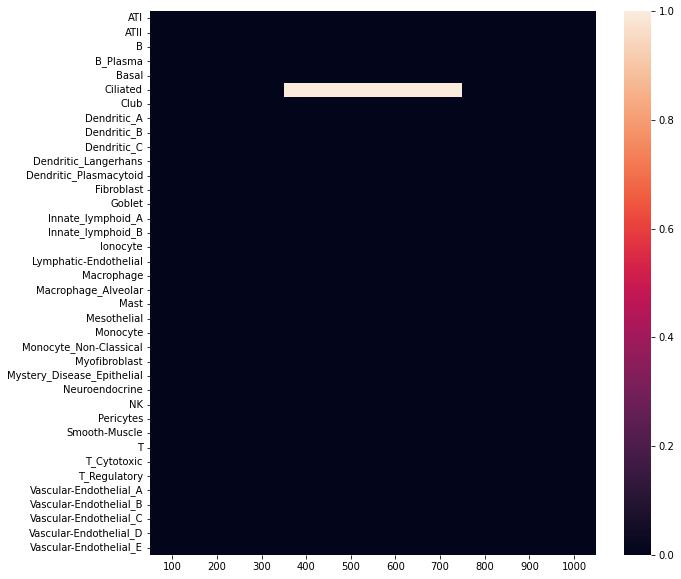 ATI
ATII
B
B_Plasma
Basal
Ciliated
Club
Dendritic_A
Dendritic_B
Dendritic_C
Dendritic_Langerhans
Dendritic_Plasmacytoid
Fibroblast
Goblet
Innate_lymphoid_A
Innate_lymphoid_B
Ionocyte
Lymphatic-Endothelial
Macrophage
Macrophage_Alveolar
Mast
Mesothelial
Monocyte
Monocyte_Non-Classical
Myofibroblast
Mystery_Disease_Epithelial
Neuroendocrine
NK
Pericytes
Smooth-Muscle
T
T_Cytotoxic
T_Regulatory
Vascular-Endothelial_A
Vascular-Endothelial_B
Vascular-Endothelial_C
Vascular-Endothelial_D
Vascular-Endothelial_E
100 200 300 400 500 600 700 800 900 1000
1.0
0.8
0.6
0.4
0.2
0.0